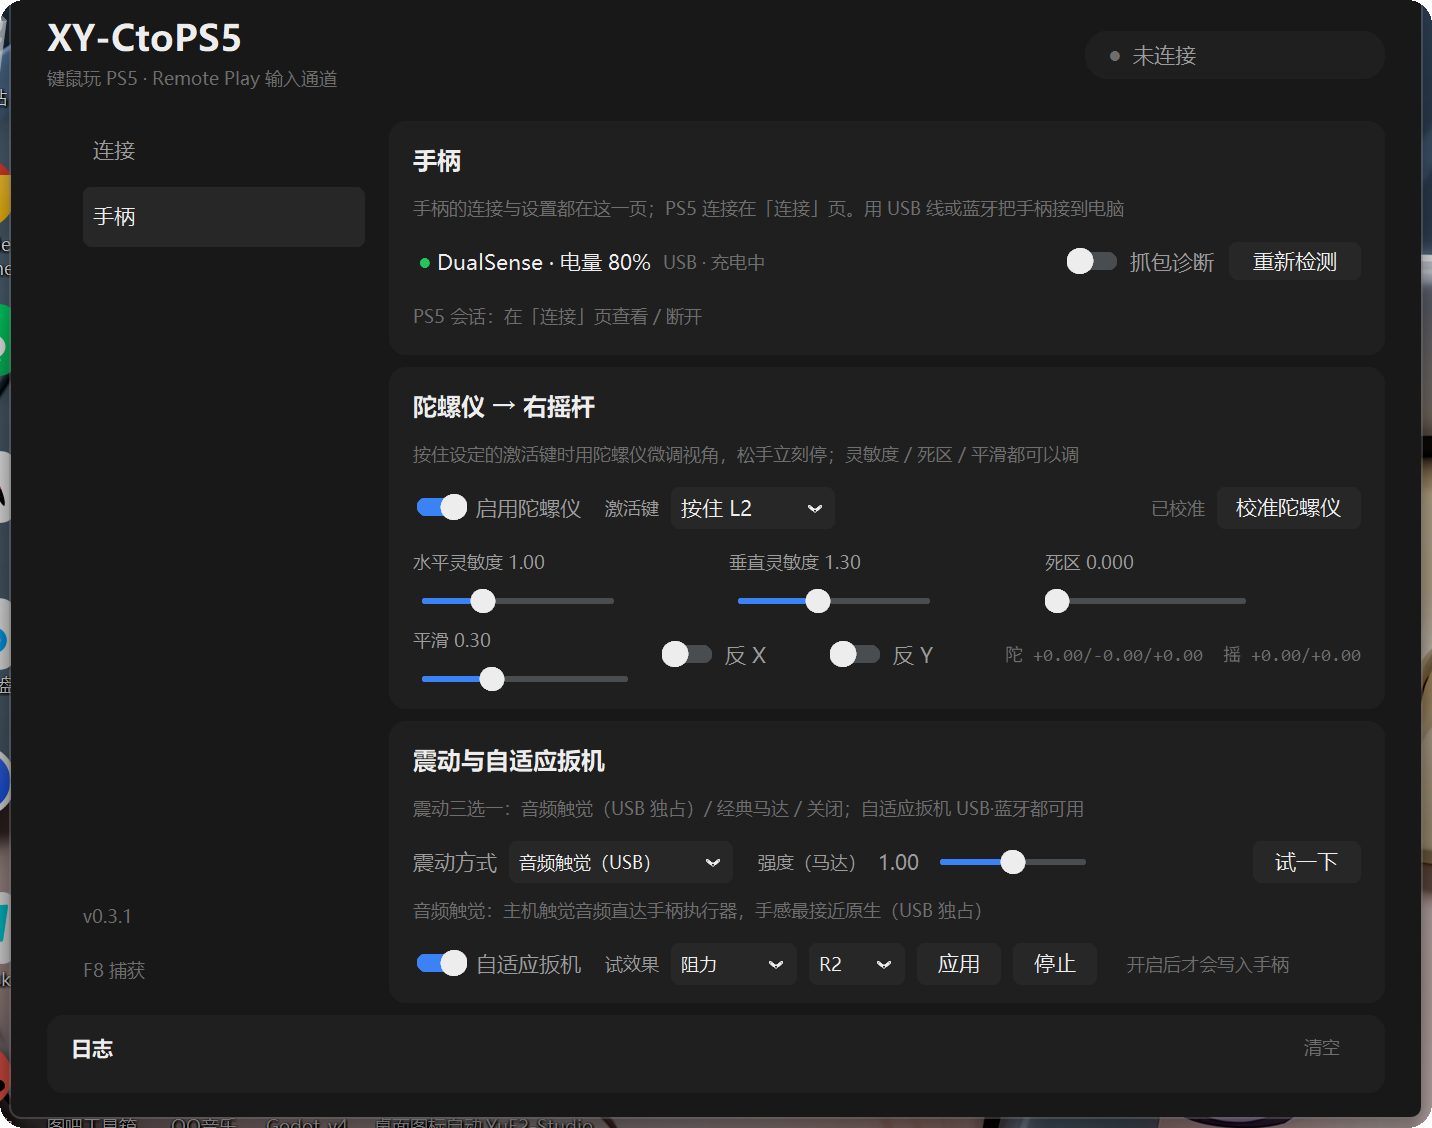 XY-CtoPS5
键鼠玩 PS5 · Remote Play 输入通道
未连接
连接
手柄
手柄
手柄的连接与设置都在这一页；PS5 连接在「连接」页。用 USB 线或蓝牙把手柄接到电脑
DualSense · 电量 80% USB · 充电中
抓包诊断 重新检测
PS5 会话：在「连接」页查看 / 断开
陀螺仪 → 右摇杆
按住设定的激活键时用陀螺仪微调视角，松手立刻停；灵敏度 / 死区 / 平滑都可以调
启用陀螺仪 激活键 按住 L2 已校准 校准陀螺仪
水平灵敏度 1.00 垂直灵敏度 1.30 死区 0.000
平滑 0.30
反 X 反 Y 陀 +0.00/-0.00/+0.00 摇 +0.00/+0.00
震动与自适应扳机
震动三选一：音频触觉（USB 独占）/ 经典马达 / 关闭；自适应扳机 USB·蓝牙都可用
震动方式 音频触觉（USB） 强度（马达） 1.00 试一下
音频触觉：主机触觉音频直达手柄执行器，手感最接近原生（USB 独占）
自适应扳机 试效果 阻力 R2 应用 停止 开启后才会写入手柄
v0.3.1
F8 捕获
日志 清空